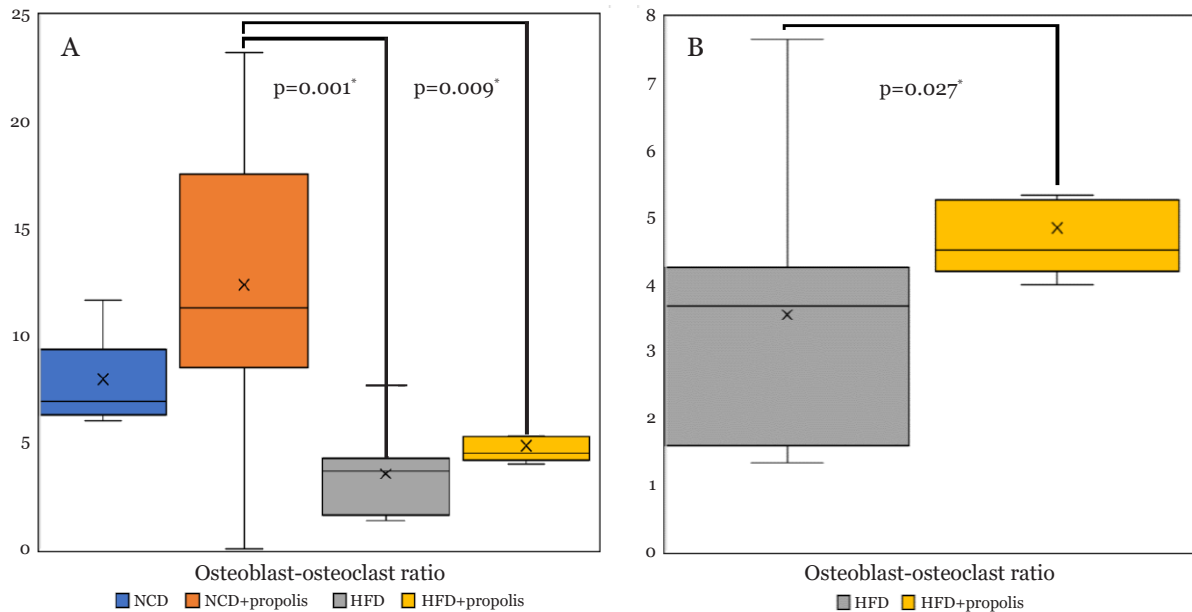 A
25
20
15
10
5
0
p=0.001*
p=0.009*
Osteoblast-osteoclast ratio
NCD NCD+propolis HFD HFD+propolis
B
8
7
6
5
4
3
2
1
0
p=0.027*
Osteoblast-osteoclast ratio
HFD HFD+propolis